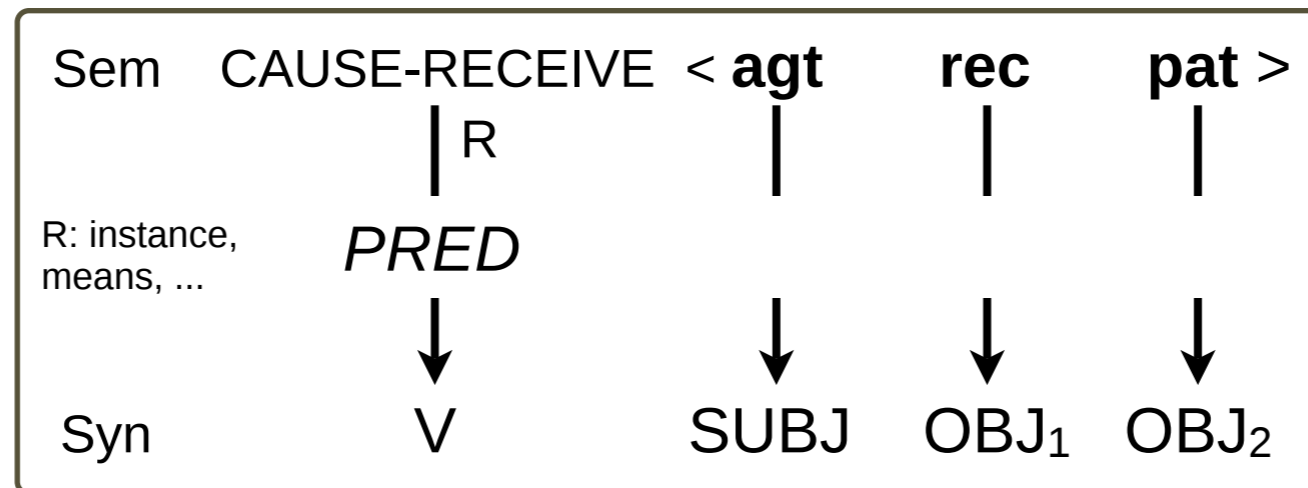 Sem CAUSE-RECEIVE < agt rec pat >
R
R: instance,
means, ...
PRED
Syn V SUBJ OBJ₁ OBJ₂